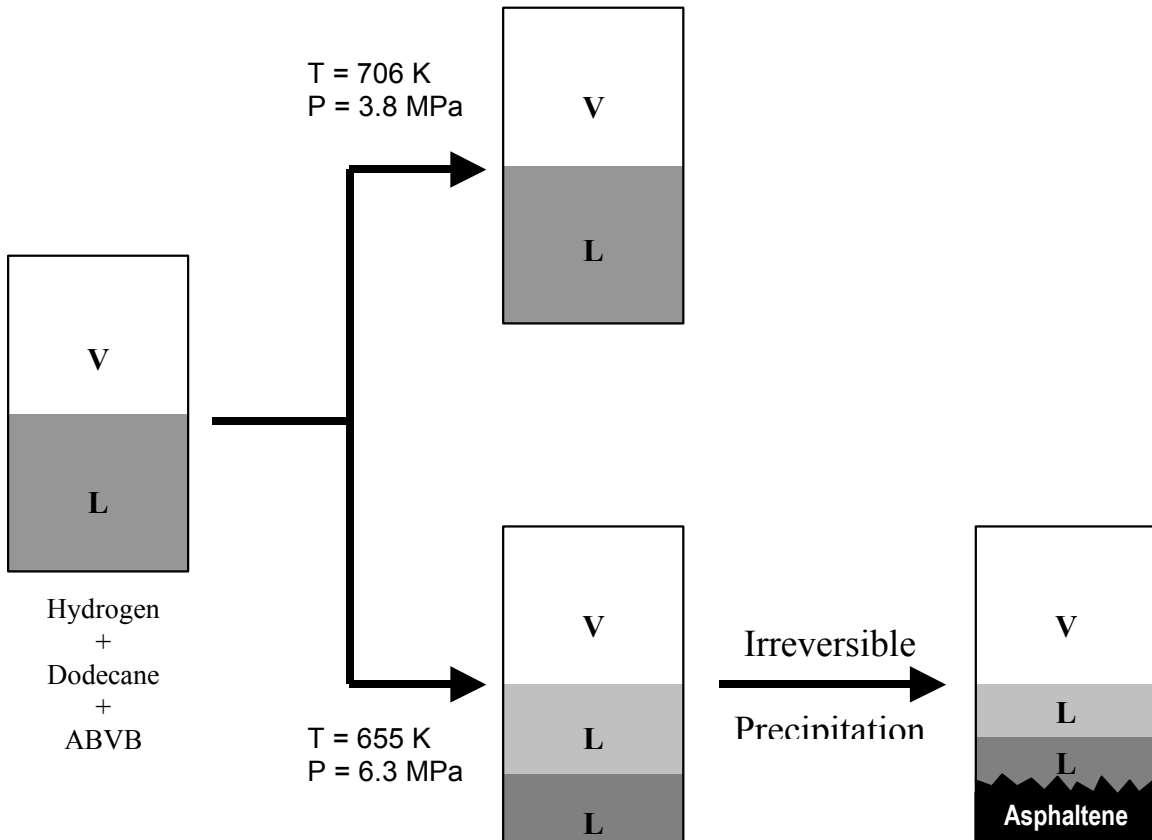 T = 706 K
P = 3.8 MPa
V
L
V
L
Hydrogen
+
Dodecane
+
ABVB
T = 655 K
P = 6.3 MPa
V
L
L
Irreversible
Precipitation
V
L
L
Asphaltene